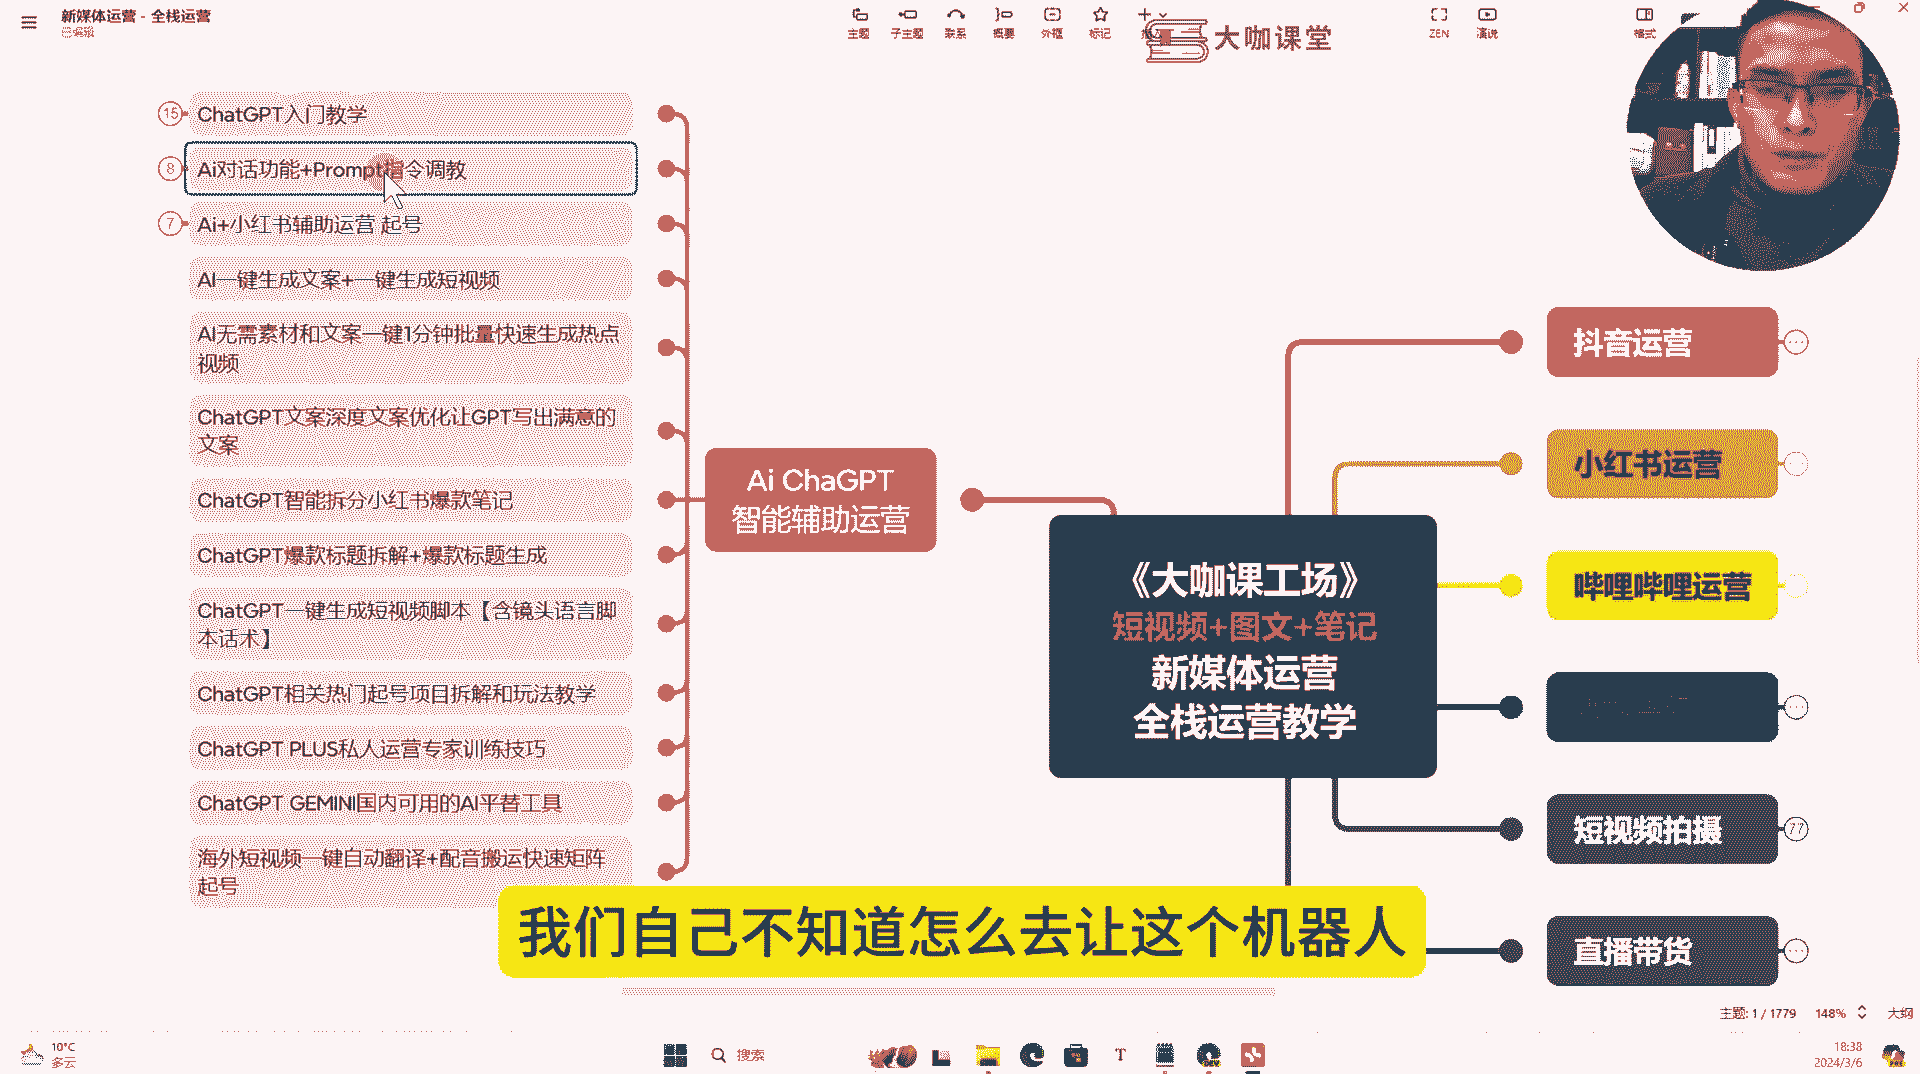 新媒体运营 - 全栈运营
已编辑
主题
子主题
联系
概要
外框
标记
ZEN
演说
格式
大咖课堂
15
ChatGPT入门教学
8
Ai对话功能+Prompt指令调教
7
Ai+小红书辅助运营 起号
AI一键生成文案+一键生成短视频
AI无需素材和文案一键1分钟批量快速生成热点
视频
ChatGPT文案深度文案优化让GPT写出满意的
文案
ChatGPT智能拆分小红书爆款笔记
ChatGPT爆款标题拆解+爆款标题生成
ChatGPT一键生成短视频脚本【含镜头语言脚
本话术】
ChatGPT相关热门起号项目拆解和玩法教学
ChatGPT PLUS私人运营专家训练技巧
ChatGPT GEMINI国内可用的AI平替工具
海外短视频一键自动翻译+配音搬运快速矩阵
起号
Ai ChaGPT
智能辅助运营
《大咖课工场》
短视频+图文+笔记
新媒体运营
全栈运营教学
抖音运营
小红书运营
哔哩哔哩运营
短视频拍摄
77
直播带货
我们自己不知道怎么去让这个机器人
主题: 1 / 1779
148%
大纲
10°C
多云
搜索
18:38
2024/3/6